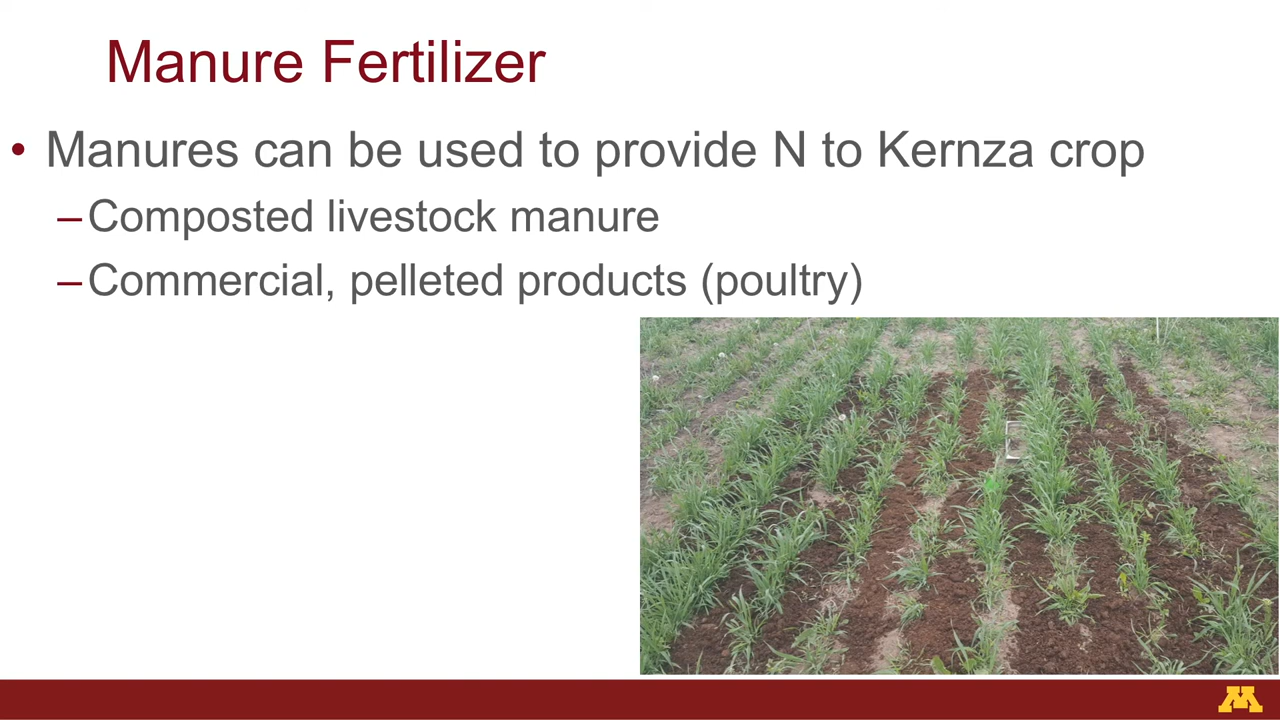 Manure Fertilizer
• Manures can be used to provide N to Kernza crop
–Composted livestock manure
–Commercial, pelleted products (poultry)
M